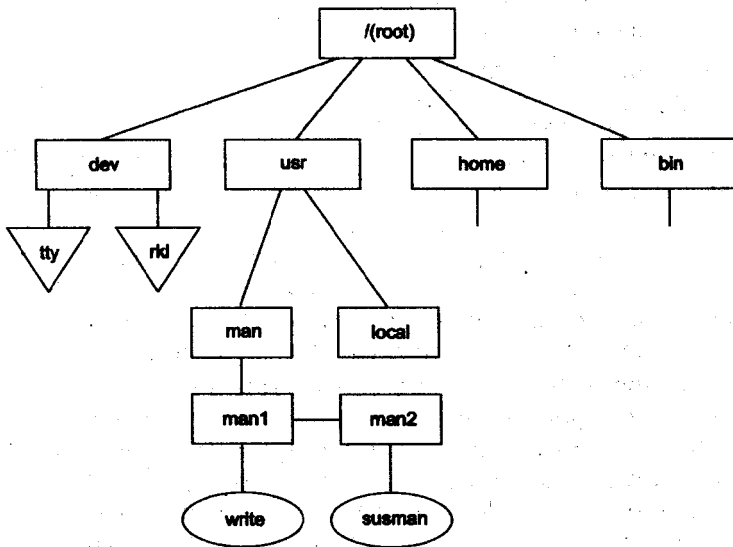 /(root)
dev
usr
home
bin
tty
rkl
man
local
man1
man2
write
susman